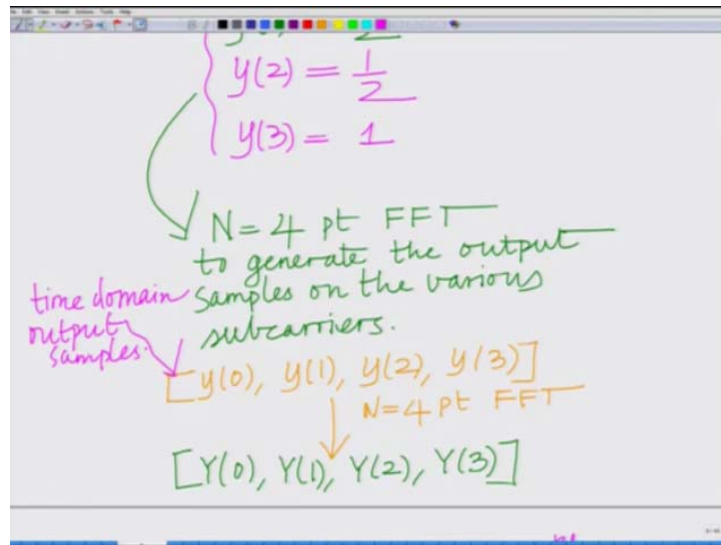 y(2) = 1/2
y(3) = 1
N=4 pt FFT
to generate the output
samples on the various
subcarriers.
time domain
output
samples.
[y(0), y(1), y(2), y(3)]
N=4 pt FFT
[Y(0), Y(1), Y(2), Y(3)]